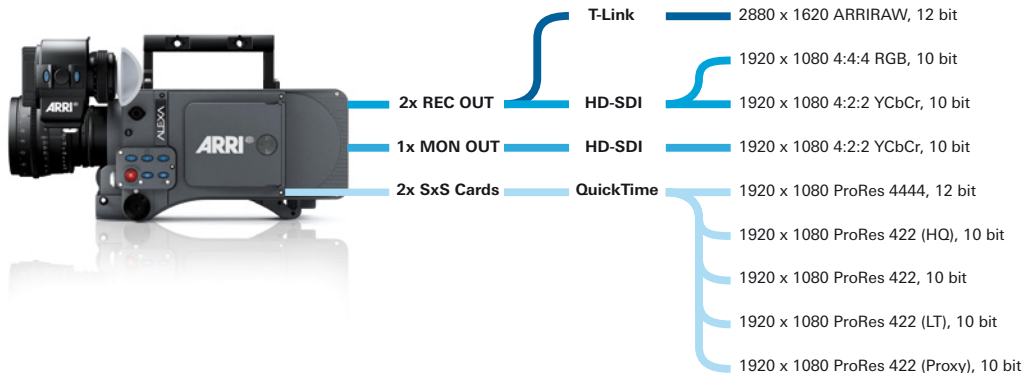 T-Link
2880 x 1620 ARRIRAW, 12 bit
1920 x 1080 4:4:4 RGB, 10 bit
2x REC OUT
HD-SDI
1920 x 1080 4:2:2 YCbCr, 10 bit
1x MON OUT
HD-SDI
1920 x 1080 4:2:2 YCbCr, 10 bit
2x SxS Cards
QuickTime
1920 x 1080 ProRes 4444, 12 bit
1920 x 1080 ProRes 422 (HQ), 10 bit
1920 x 1080 ProRes 422, 10 bit
1920 x 1080 ProRes 422 (LT), 10 bit
1920 x 1080 ProRes 422 (Proxy), 10 bit
ARRI®
ALEXA
ARRI®